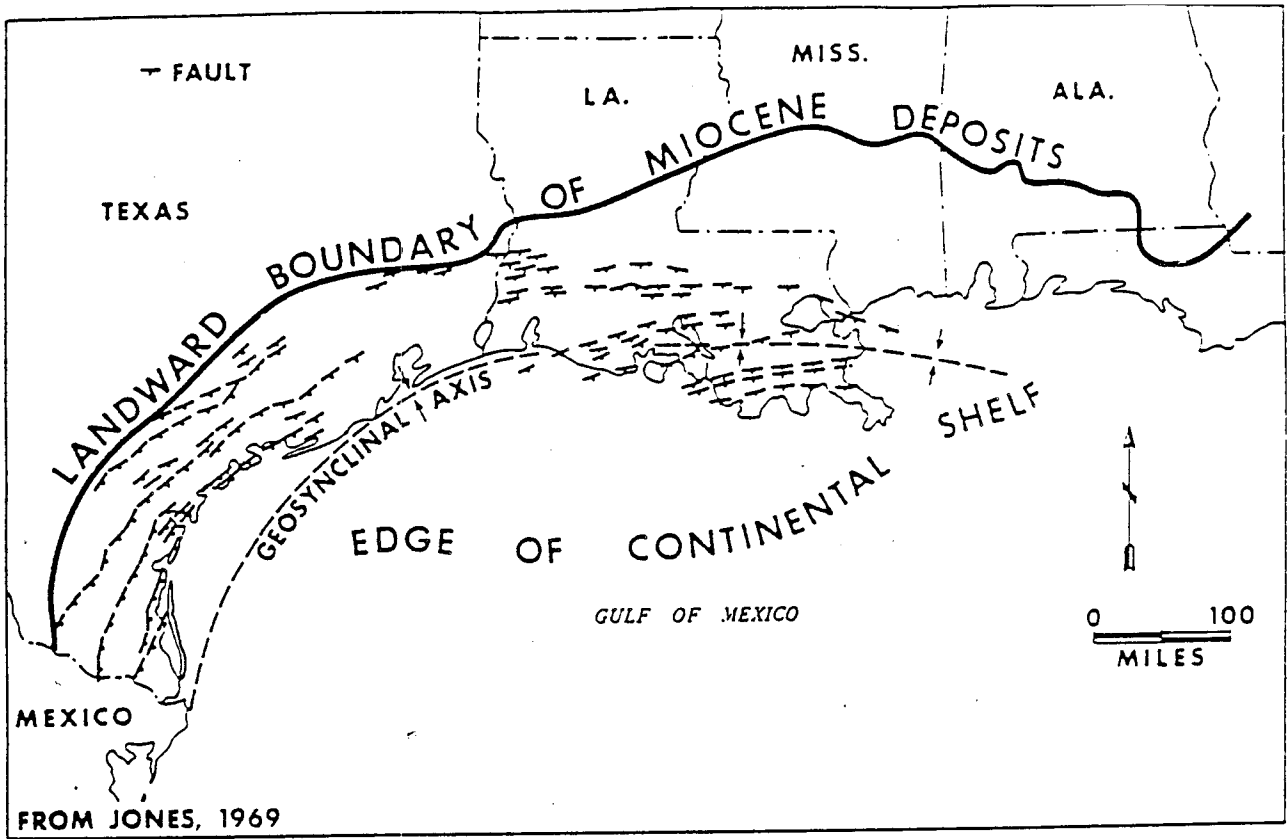 FAULT
LA.
MISS.
ALA.
TEXAS
LANDWARD BOUNDARY OF MIOCENE DEPOSITS
GEOSYNCLINAL AXIS
EDGE OF CONTINENTAL SHELF
GULF OF MEXICO
0 100
MILES
MEXICO
FROM JONES, 1969